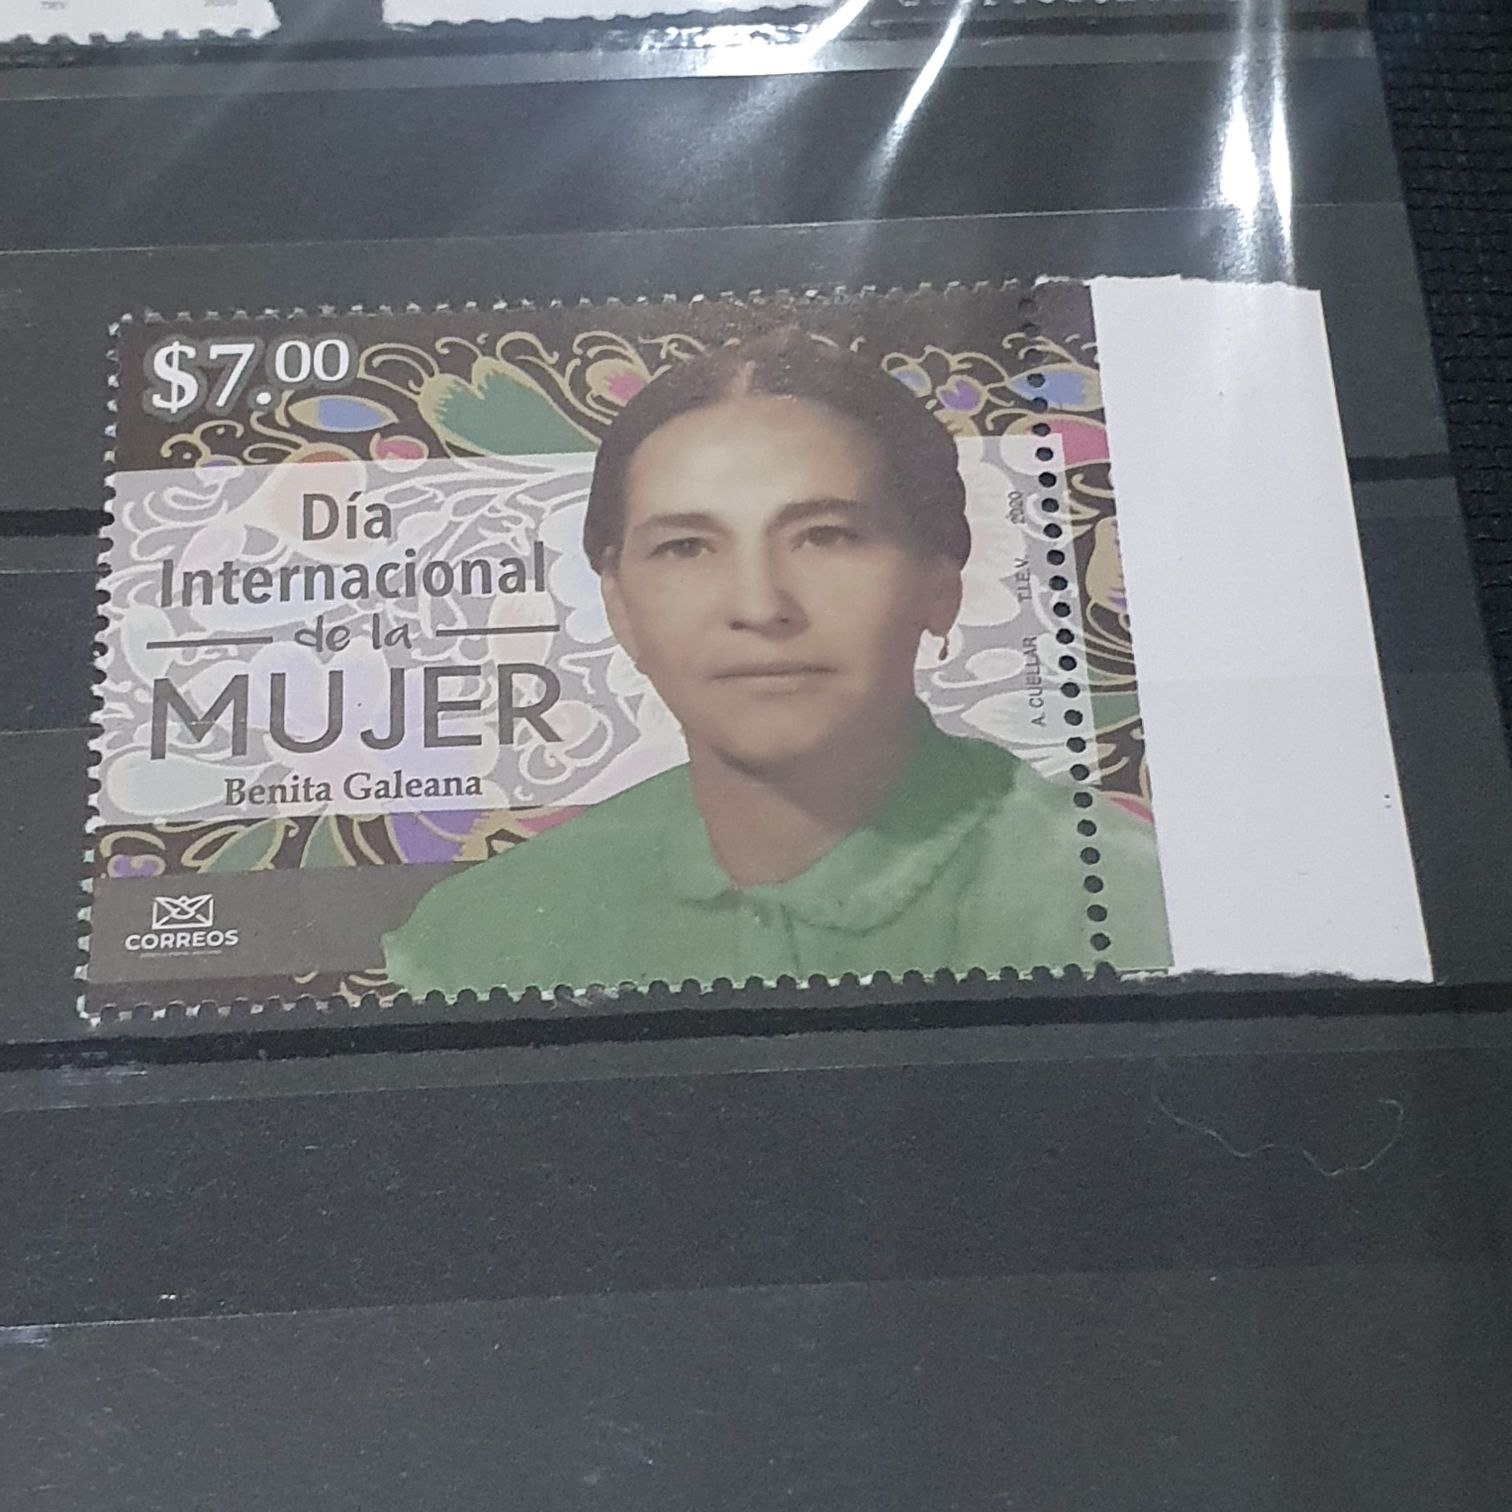 $7.00
Día
Internacional
de la
MUJER
Benita Galeana
CORREOS
A. CUELLAR T.I.E.V. 2020